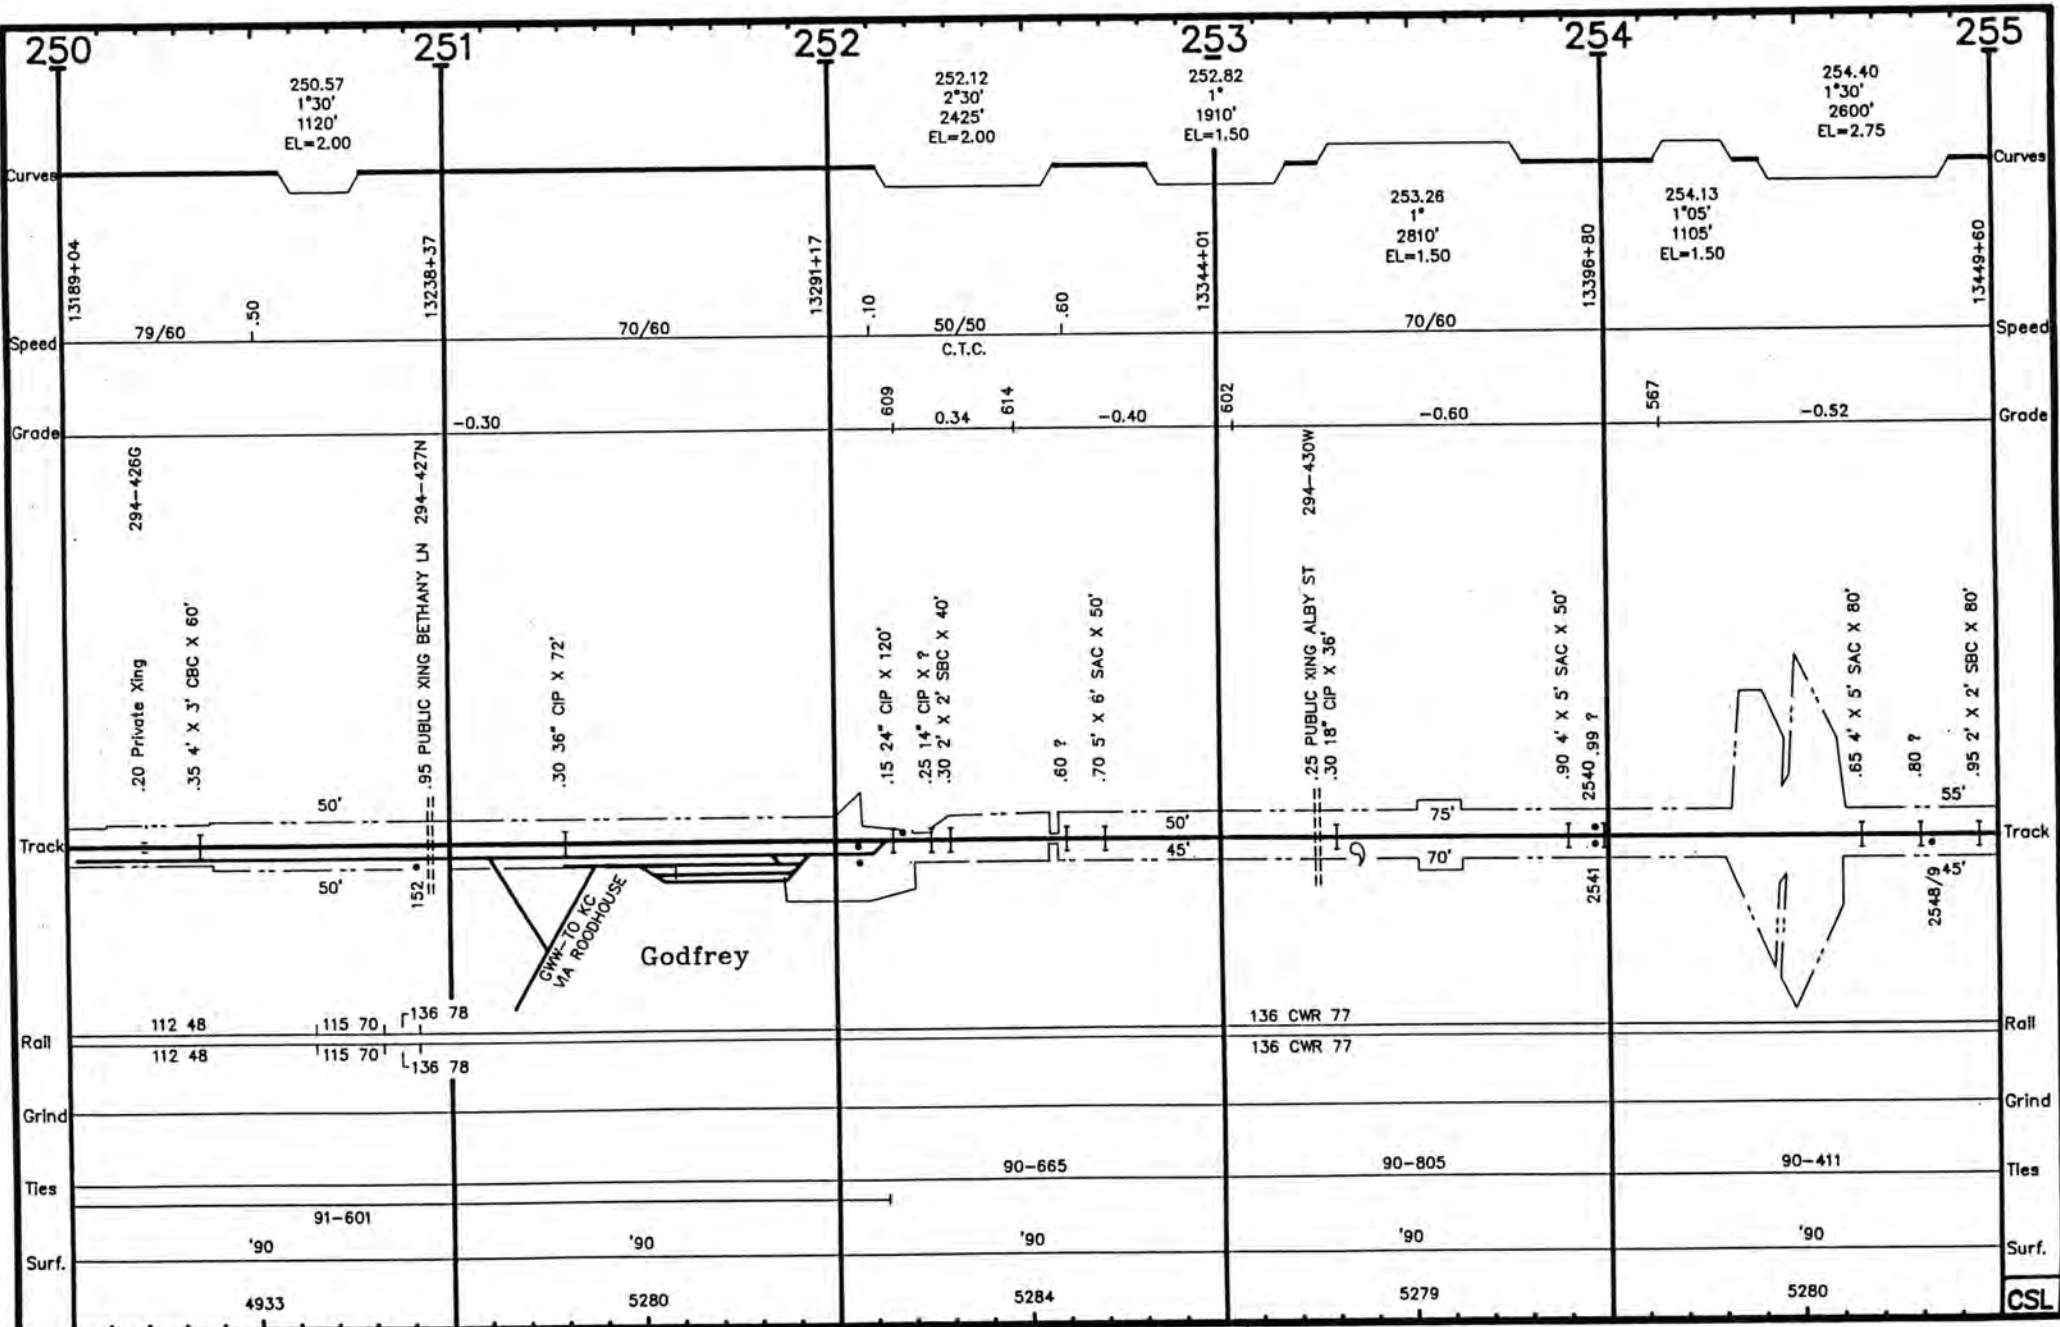 250 251 252 253 254 255
250.57
1°30'
1120'
EL=2.00
252.12
2°30'
2425'
EL=2.00
252.82
1°
1910'
EL=1.50
254.40
1°30'
2600'
EL=2.75
Curves
Curves
253.26
1°
2810'
EL=1.50
254.13
1°05'
1105'
EL=1.50
13189+04
13238+37
13291+17
13344+01
13396+80
13449+60
.50
.10
.60
Speed 79/60 70/60 50/50 70/60 Speed
C.T.C.
609
614
602
567
Grade -0.30 0.34 -0.40 -0.60 -0.52 Grade
.20 Private Xing 294-426G
.35 4' X 3' CBC X 60'
.95 PUBLIC XING BETHANY LN 294-427N
.30 36" CIP X 72'
.15 24" CIP X 120'
.25 14" CIP X ?
.30 2' X 2' SBC X 40'
.60 ?
.70 5' X 6' SAC X 50'
.25 PUBLIC XING ALBY ST 294-430W
.30 18" CIP X 36'
.90 4' X 5' SAC X 50'
2540 .99 ?
.65 4' X 5' SAC X 80'
.80 ?
.95 2' X 2' SBC X 80'
50' 50' 75' 55'
Track Track
50' 45' 70' 45'
152
2541
2548/9
GWW-TO KC
VIA ROODHOUSE
Godfrey
112 48 115 70 136 78 136 CWR 77
Rail Rail
112 48 115 70 136 78 136 CWR 77
Grind Grind
90-665 90-805 90-411
Ties Ties
91-601
'90 '90 '90 '90 '90
Surf. Surf.
4933 5280 5284 5279 5280
CSL